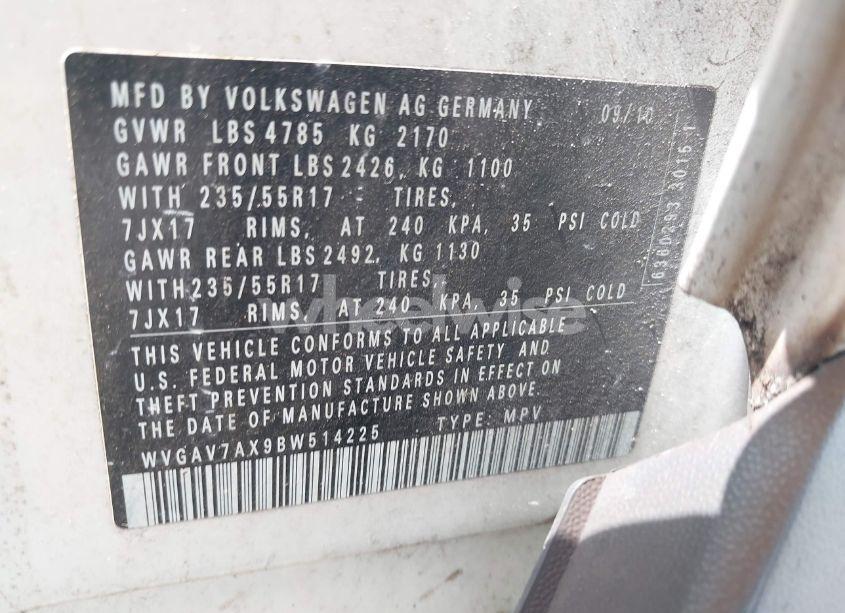 MFD BY VOLKSWAGEN AG GERMANY 09/10
GVWR LBS 4785 KG 2170
GAWR FRONT LBS 2426, KG 1100
WITH 235/55R17 - TIRES,
7JX17 RIMS, AT 240 KPA, 35 PSI COLD
GAWR REAR LBS 2492, KG 1130
WITH 235/55R17 TIRES,
7JX17 RIMS, AT 240 KPA, 35 PSI COLD
THIS VEHICLE CONFORMS TO ALL APPLICABLE
U.S. FEDERAL MOTOR VEHICLE SAFETY AND
THEFT PREVENTION STANDARDS IN EFFECT ON
THE DATE OF MANUFACTURE SHOWN ABOVE.
WVGAV7AX9BW514225 TYPE: MPV
wheelwise